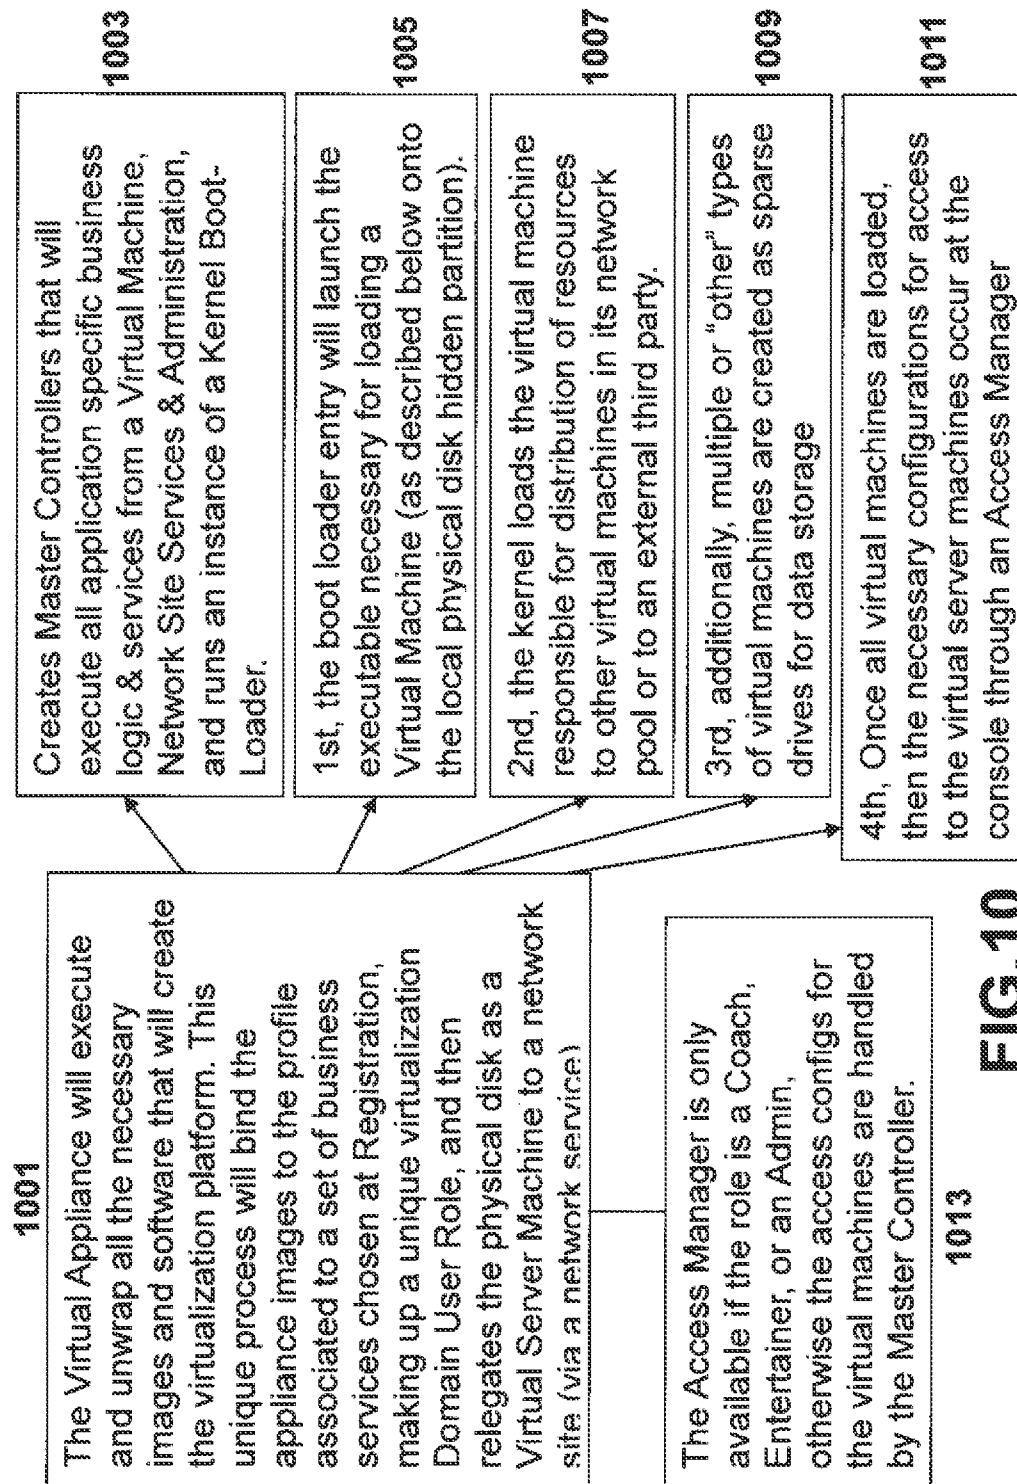 1001
The Virtual Appliance will execute
and unwrap all the necessary
images and software that will create
the virtualization platform. This
unique process will bind the
appliance images to the profile
associated to a set of business
services chosen at Registration,
making up a unique virtualization
Domain User Role, and then
relegates the physical disk as a
Virtual Server Machine to a network
site (via a network service)
Creates Master Controllers that will
execute all application specific business
logic & services from a Virtual Machine,
Network Site Services & Administration,
and runs an instance of a Kernel Boot-
Loader.
1003
1st, the boot loader entry will launch the
executable necessary for loading a
Virtual Machine (as described below onto
the local physical disk hidden partition).
1005
2nd, the kernel loads the virtual machine
responsible for distribution of resources
to other virtual machines in its network
pool or to an external third party.
1007
3rd, additionally, multiple or "other" types
of virtual machines are created as sparse
drives for data storage
1009
4th, Once all virtual machines are loaded,
then the necessary configurations for access
to the virtual server machines occur at the
console through an Access Manager
1011
The Access Manager is only
available if the role is a Coach,
Entertainer, or an Admin,
otherwise the access configs for
the virtual machines are handled
by the Master Controller.
1013
FIG.10